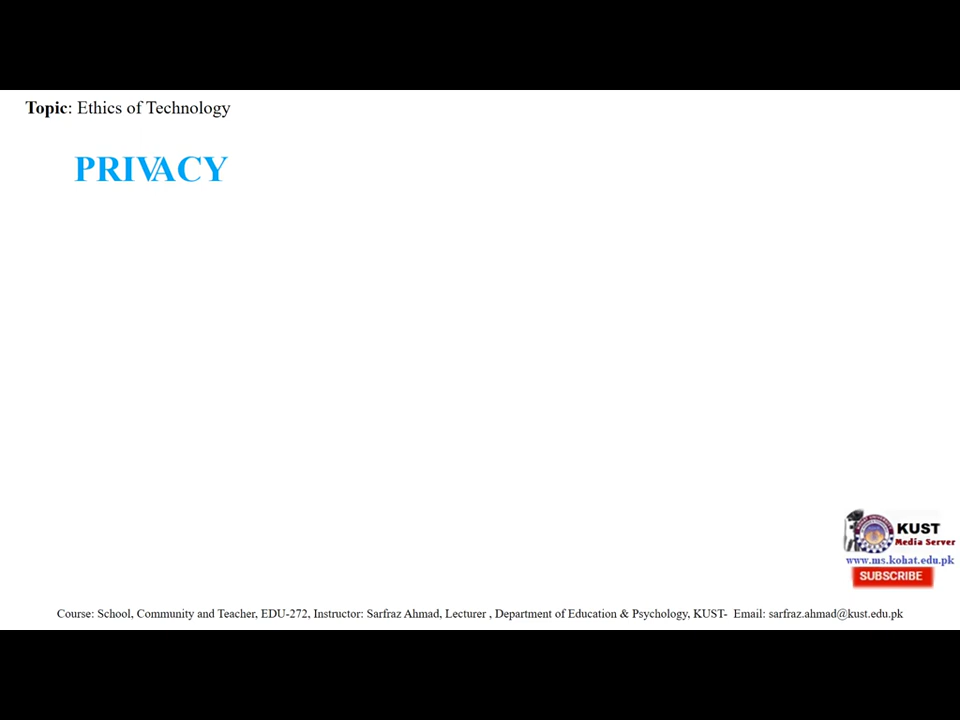 Topic: Ethics of Technology
PRIVACY
KUST
Media Server
www.ms.kohat.edu.pk
SUBSCRIBE
Course: School, Community and Teacher, EDU-272, Instructor: Sarfraz Ahmad, Lecturer , Department of Education & Psychology, KUST- Email: sarfraz.ahmad@kust.edu.pk